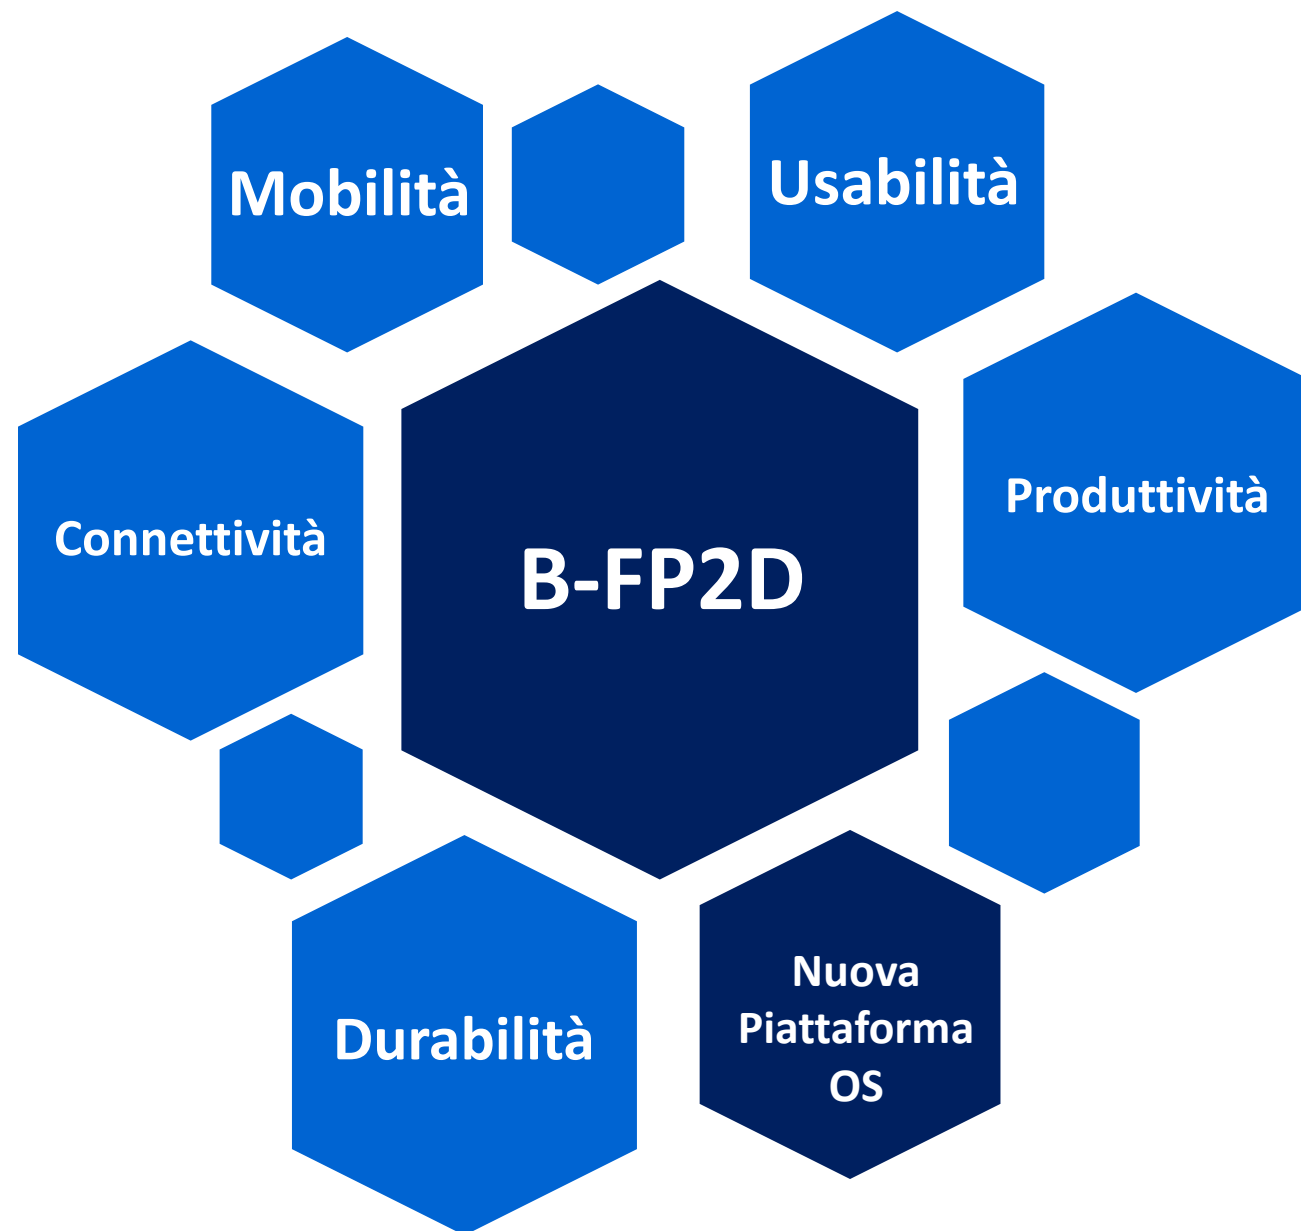 Mobilità
Usabilità
Connettività
Produttività
B-FP2D
Durabilità
Nuova
Piattaforma
OS